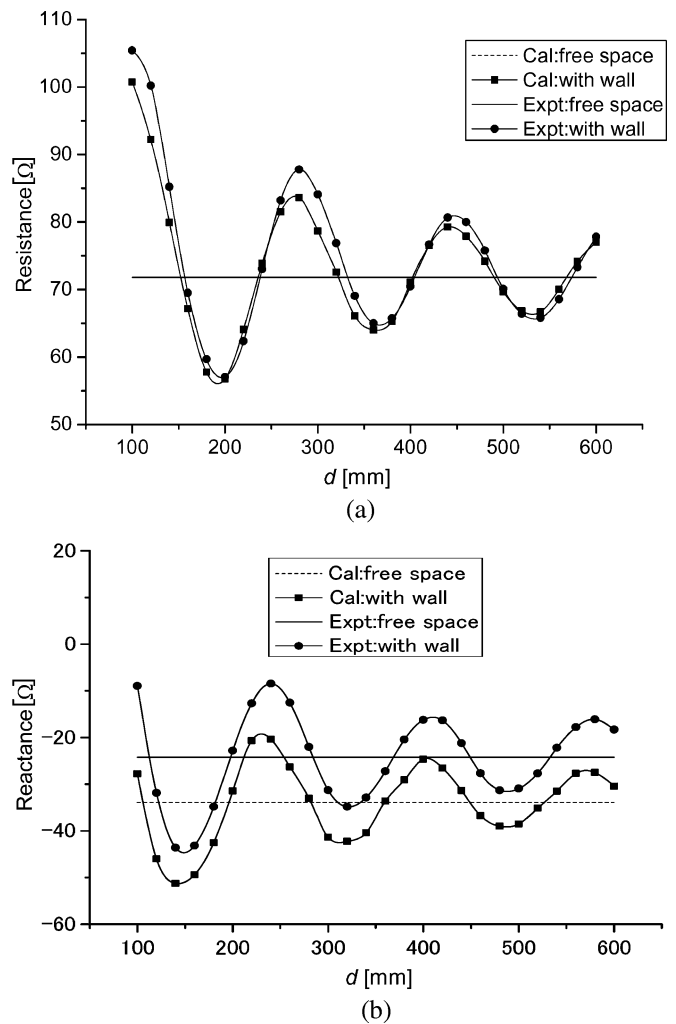 110
100
90
80
70
60
50
Resistance[Ω]
Cal:free space
Cal:with wall
Expt:free space
Expt:with wall
100 200 300 400 500 600
d [mm]
(a)
20
0
−20
−40
−60
Reactance[Ω]
Cal:free space
Cal:with wall
Expt:free space
Expt:with wall
100 200 300 400 500 600
d [mm]
(b)